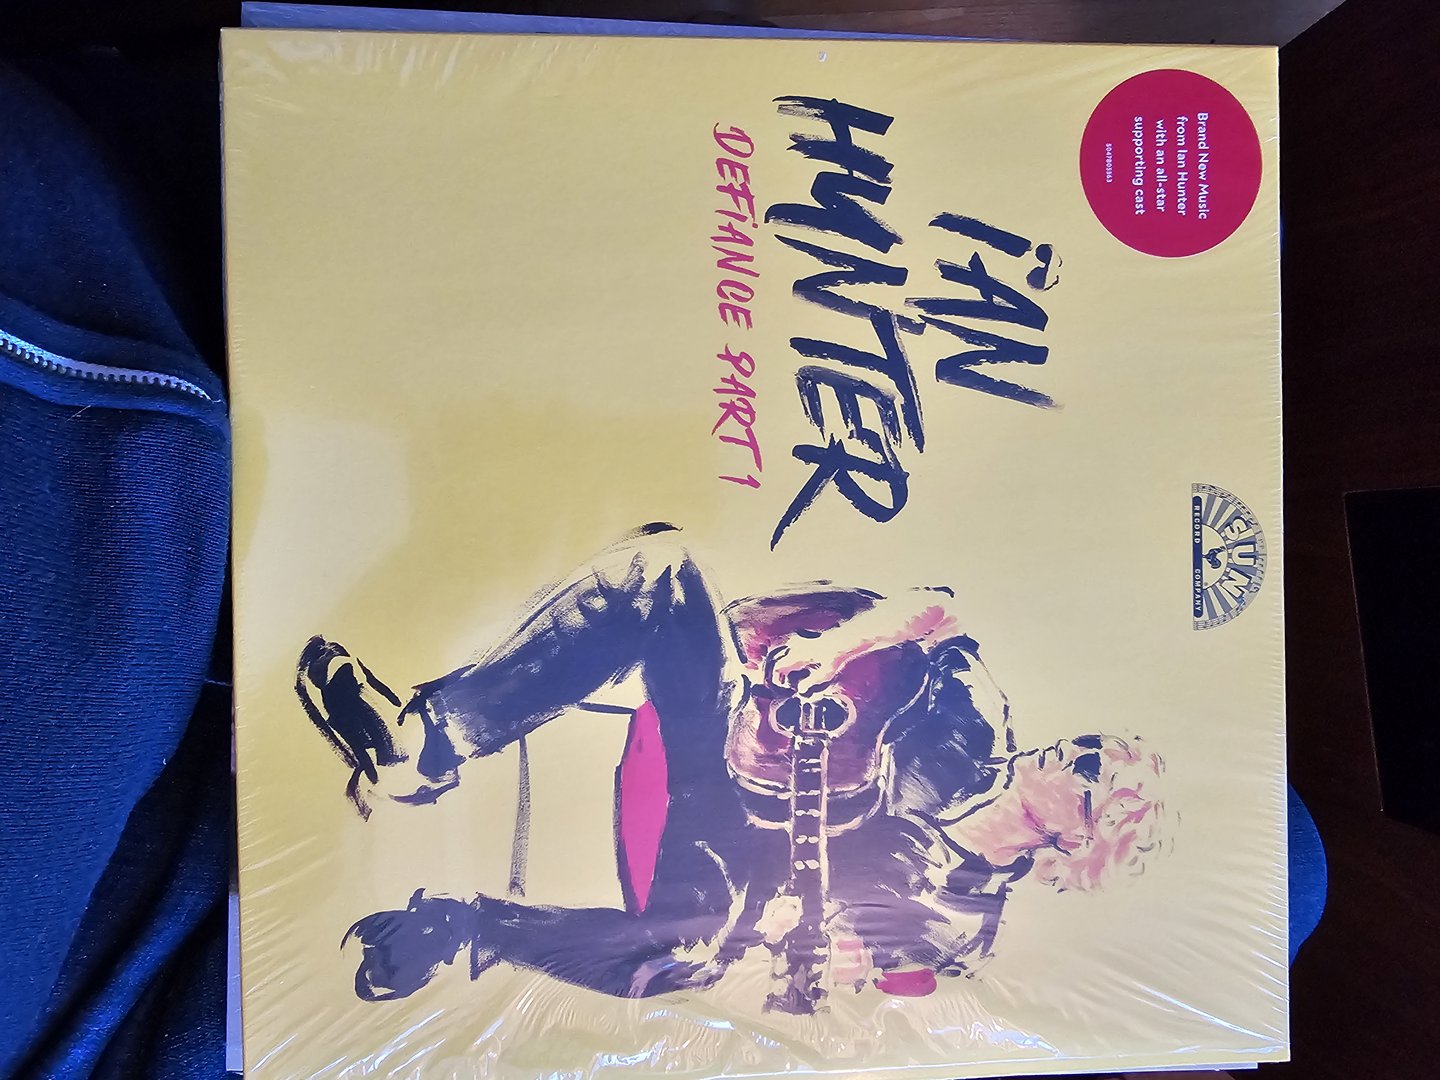 Brand New Music
from Ian Hunter
with an all-star
supporting cast
5047805863
SUN
RECORD COMPANY
IAN
HUNTER
DEFIANCE PART 1